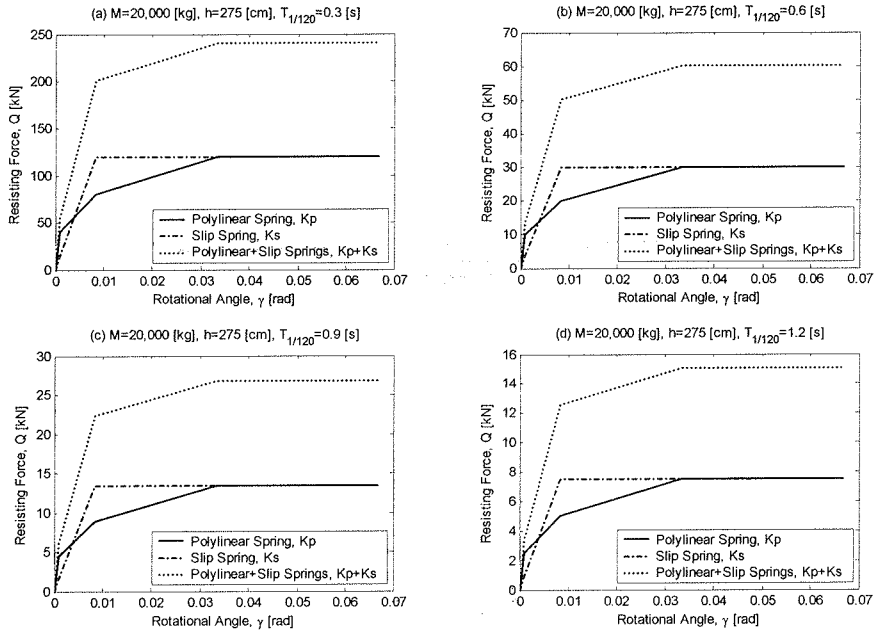 (a) M=20,000 [kg], h=275 [cm], T1/120=0.3 [s]
250
200
150
100
50
0
Resisting Force, Q [kN]
Polylinear Spring, Kp
Slip Spring, Ks
Polylinear+Slip Springs, Kp+Ks
0 0.01 0.02 0.03 0.04 0.05 0.06 0.07
Rotational Angle, γ [rad]
(b) M=20,000 [kg], h=275 [cm], T1/120=0.6 [s]
70
60
50
40
30
20
10
0
Resisting Force, Q [kN]
Polylinear Spring, Kp
Slip Spring, Ks
Polylinear+Slip Springs, Kp+Ks
0 0.01 0.02 0.03 0.04 0.05 0.06 0.07
Rotational Angle, γ [rad]
(c) M=20,000 [kg], h=275 [cm], T1/120=0.9 [s]
30
25
20
15
10
5
0
Resisting Force, Q [kN]
Polylinear Spring, Kp
Slip Spring, Ks
Polylinear+Slip Springs, Kp+Ks
0 0.01 0.02 0.03 0.04 0.05 0.06 0.07
Rotational Angle, γ [rad]
(d) M=20,000 [kg], h=275 [cm], T1/120=1.2 [s]
16
14
12
10
8
6
4
2
0
Resisting Force, Q [kN]
Polylinear Spring, Kp
Slip Spring, Ks
Polylinear+Slip Springs, Kp+Ks
0 0.01 0.02 0.03 0.04 0.05 0.06 0.07
Rotational Angle, γ [rad]